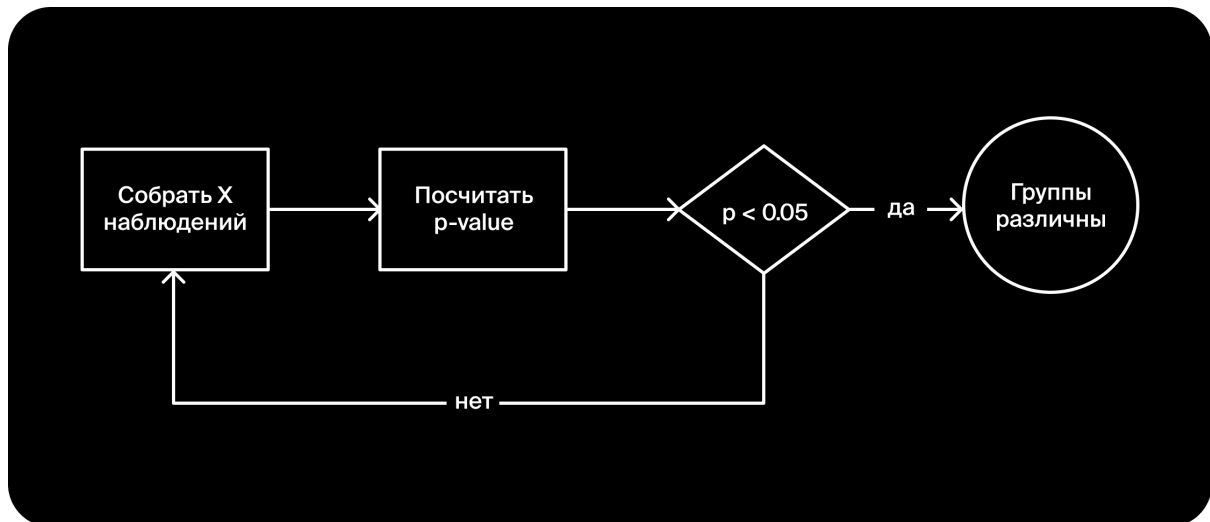 Собрать X
наблюдений
Посчитать
p-value
p < 0.05
да
Группы
различны
нет